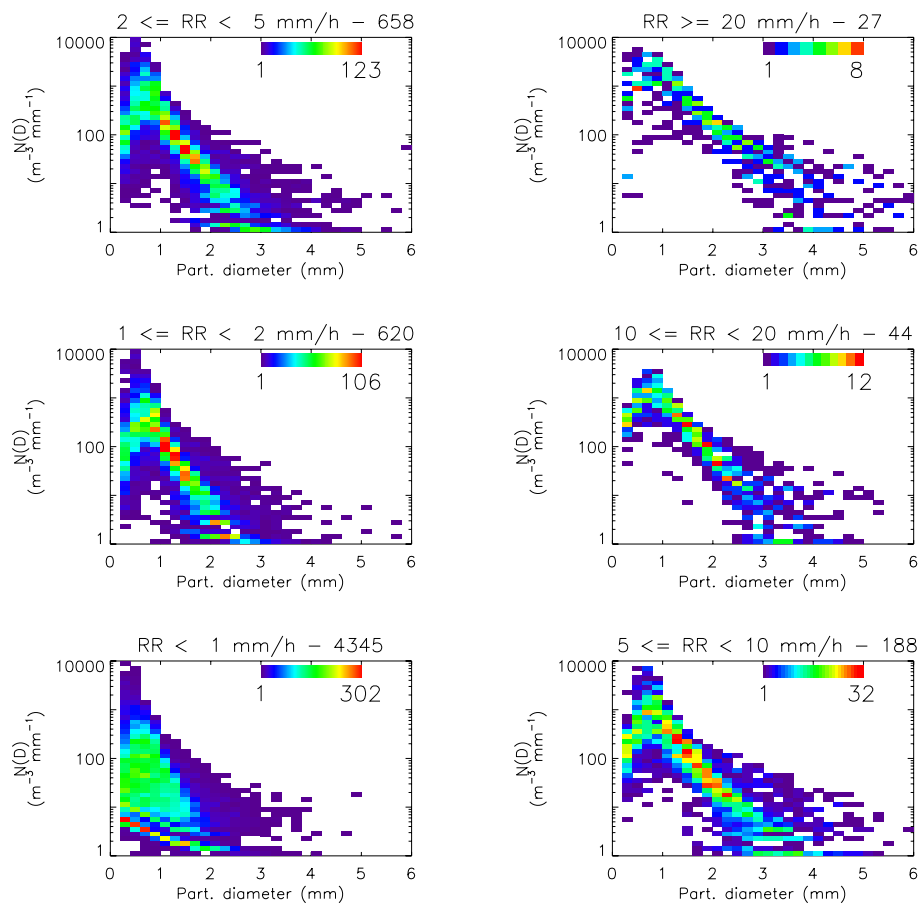 2 <= RR < 5 mm/h - 658
10000
100
1
N(D)
(m⁻³ mm⁻¹)
1 123
0 1 2 3 4 5 6
Part. diameter (mm)
RR >= 20 mm/h - 27
10000
100
1
N(D)
(m⁻³ mm⁻¹)
1 8
0 1 2 3 4 5 6
Part. diameter (mm)
1 <= RR < 2 mm/h - 620
10000
100
1
N(D)
(m⁻³ mm⁻¹)
1 106
0 1 2 3 4 5 6
Part. diameter (mm)
10 <= RR < 20 mm/h - 44
10000
100
1
N(D)
(m⁻³ mm⁻¹)
1 12
0 1 2 3 4 5 6
Part. diameter (mm)
RR < 1 mm/h - 4345
10000
100
1
N(D)
(m⁻³ mm⁻¹)
1 302
0 1 2 3 4 5 6
Part. diameter (mm)
5 <= RR < 10 mm/h - 188
10000
100
1
N(D)
(m⁻³ mm⁻¹)
1 32
0 1 2 3 4 5 6
Part. diameter (mm)